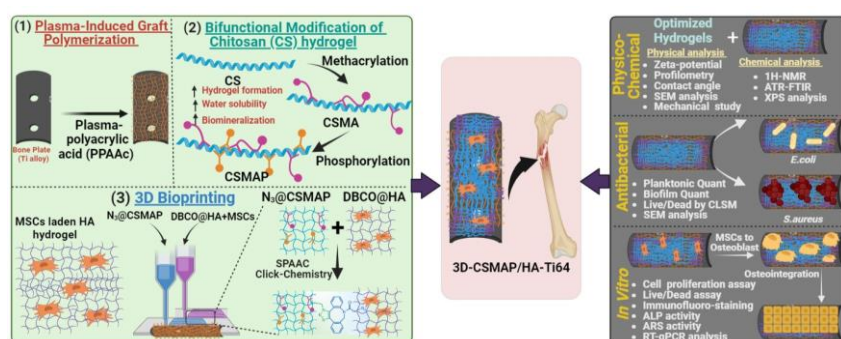 (1) Plasma-Induced Graft
Polymerization
Bone Plate
(Ti alloy)
Plasma-
polyacrylic
acid (PPAAc)
(2) Bifunctional Modification of
Chitosan (CS) hydrogel
CS
Methacrylation
Hydrogel formation
Water solubility
Biomineralization
CSMA
CSMAP
Phosphorylation
(3) 3D Bioprinting
MSCs laden HA
hydrogel
N₃@CSMAP
DBCO@HA+MSCs
N₃@CSMAP
DBCO@HA
+
SPAAC
Click-Chemistry
3D-CSMAP/HA-Ti64
Physico-
Chemical
Optimized
Hydrogels
+
Physical analysis
• Zeta-potential
• Profilometry
• Contact angle
• SEM analysis
• Mechanical study
Chemical analysis
• 1H-NMR
• ATR-FTIR
• XPS analysis
Antibacterial
• Planktonic Quant
• Biofilm Quant
• Live/Dead by CLSM
• SEM analysis
E.coli
S.aureus
In Vitro
MSCs to
Osteoblast
Osteointegration
• Cell proliferation assay
• Live/Dead assay
• Immunofluoro-staining
• ALP activity
• ARS activity
• RT-qPCR analysis